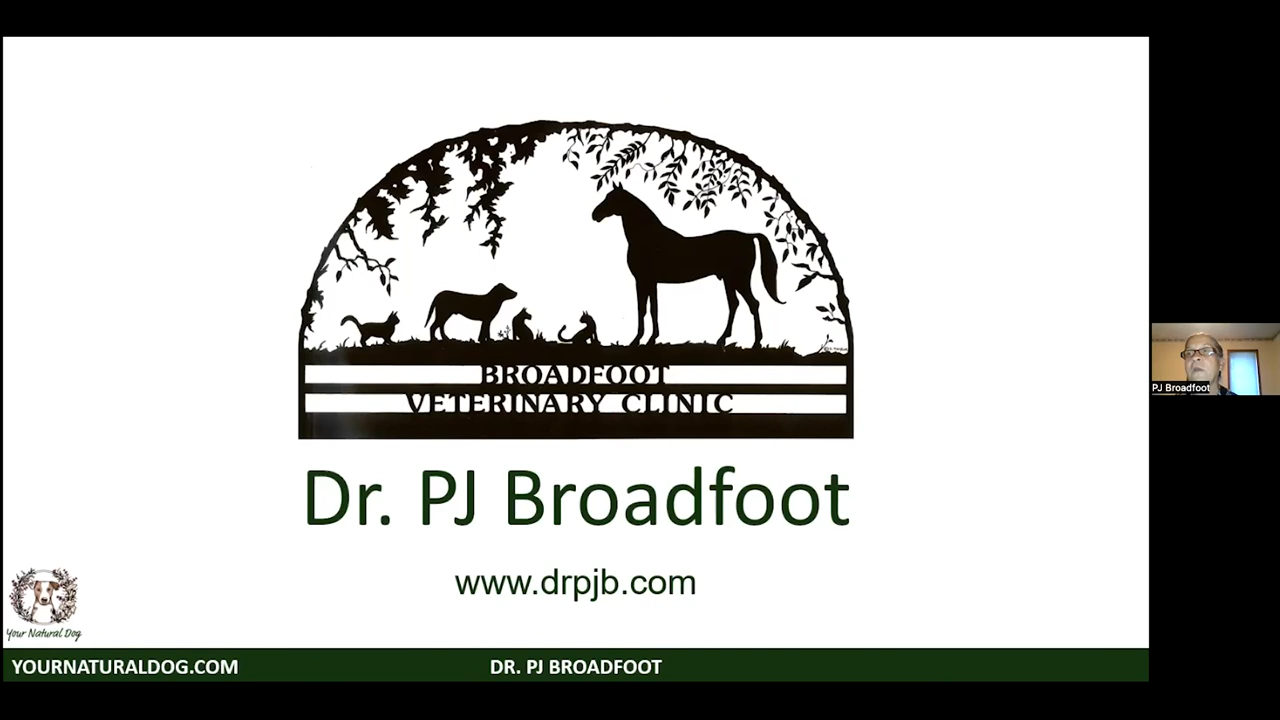 BROADFOOT
VETERINARY CLINIC
Dr. PJ Broadfoot
www.drpjb.com
PJ Broadfoot
Your Natural Dog
YOURNATURALDOG.COM
DR. PJ BROADFOOT